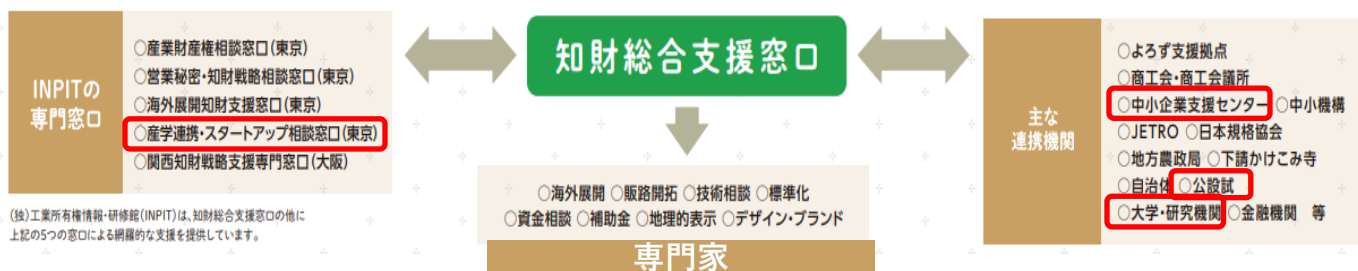 INPITの
専門窓口
○産業財産権相談窓口(東京)
○営業秘密・知財戦略相談窓口(東京)
○海外展開知財支援窓口(東京)
○産学連携・スタートアップ相談窓口(東京)
○関西知財戦略支援専門窓口(大阪)
(独)工業所有権情報・研修館(INPIT)は、知財総合支援窓口の他に
上記の5つの窓口による網羅的な支援を提供しています。
知財総合支援窓口
○海外展開 ○販路開拓 ○技術相談 ○標準化
○資金相談 ○補助金 ○地理的表示 ○デザイン・ブランド
専門家
主な
連携機関
○よろず支援拠点
○商工会・商工会議所
○中小企業支援センター ○中小機構
○JETRO ○日本規格協会
○地方農政局 ○下請かけこみ寺
○自治体 ○公設試
○大学・研究機関 ○金融機関 等